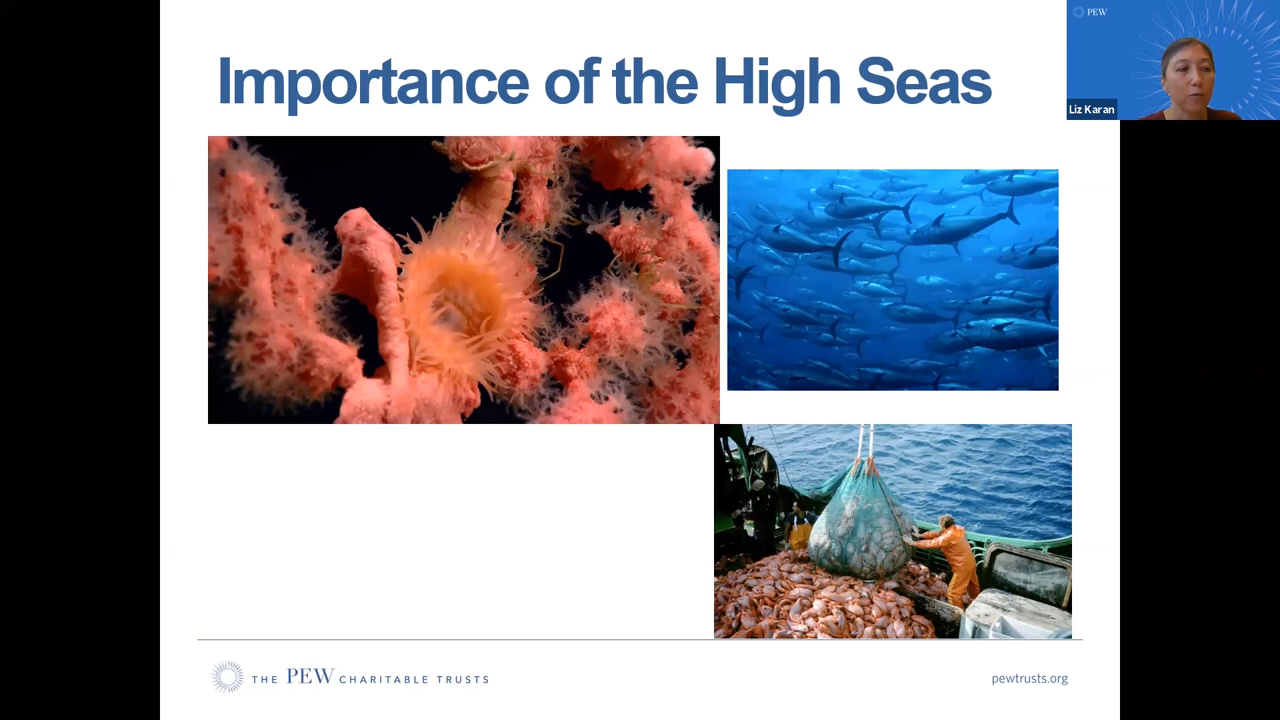 PEW
Importance of the High Seas
Liz Karan
THE PEW CHARITABLE TRUSTS
pewtrusts.org